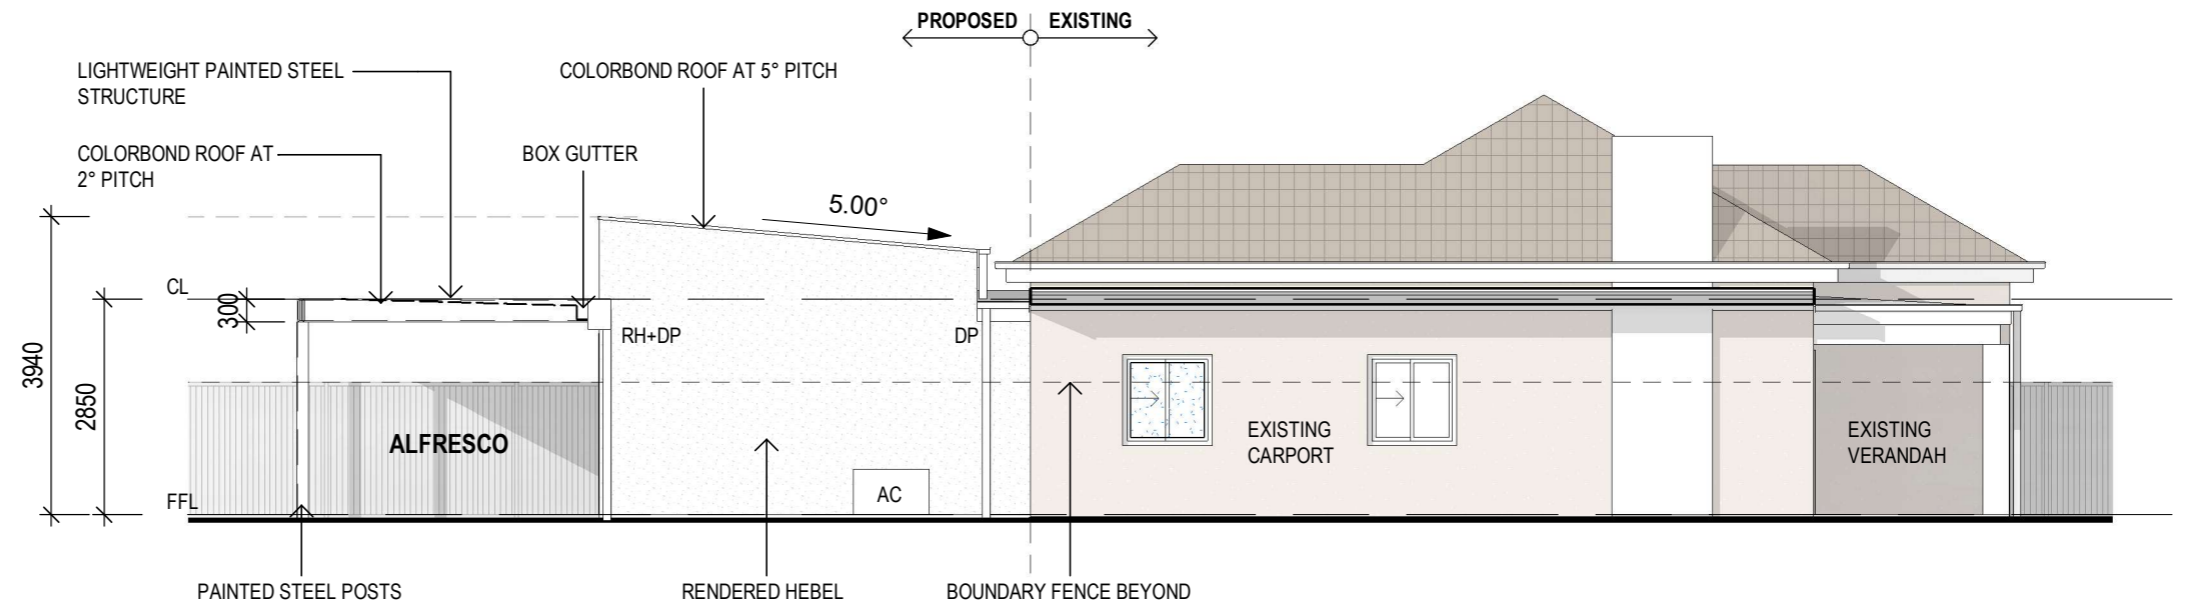 PROPOSED EXISTING
LIGHTWEIGHT PAINTED STEEL
STRUCTURE
COLORBOND ROOF AT 5° PITCH
COLORBOND ROOF AT
2° PITCH
BOX GUTTER
5.00°
CL
300
3940
2850
RH+DP
DP
ALFRESCO
EXISTING
CARPORT
EXISTING
VERANDAH
AC
FFL
PAINTED STEEL POSTS
RENDERED HEBEL
BOUNDARY FENCE BEYOND